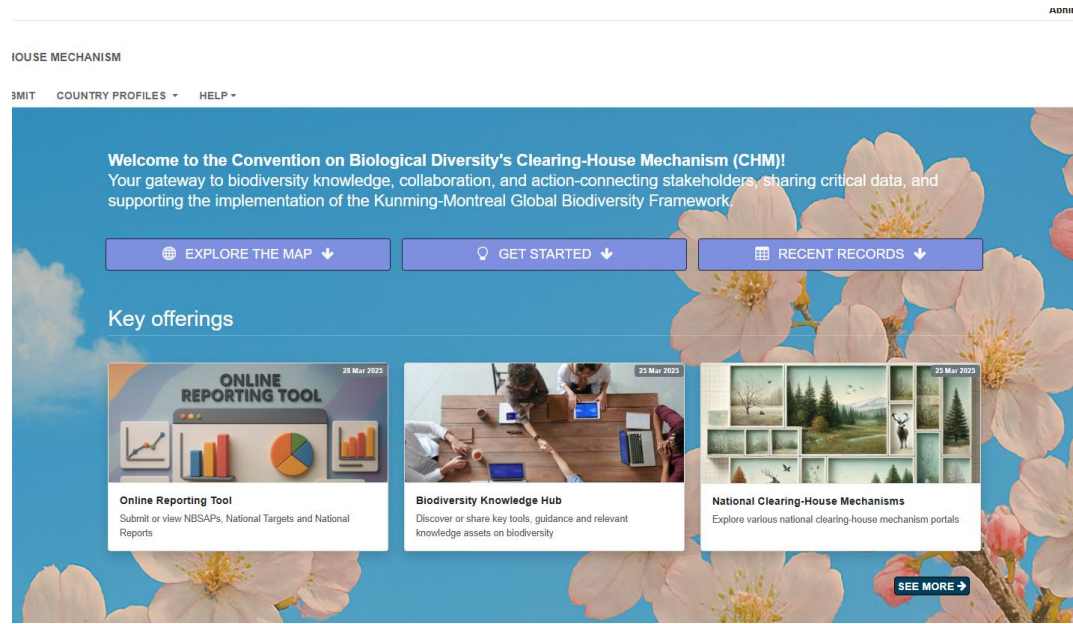 HOUSE MECHANISM
COUNTRY PROFILES HELP
Welcome to the Convention on Biological Diversity's Clearing-House Mechanism (CHM)!
Your gateway to biodiversity knowledge, collaboration, and action-connecting stakeholders, sharing critical data, and
supporting the implementation of the Kunming-Montreal Global Biodiversity Framework.
EXPLORE THE MAP GET STARTED RECENT RECORDS
Key offerings
28 Mar 2025
ONLINE
REPORTING TOOL
Online Reporting Tool
Submit or view NBSAPs, National Targets and National
Reports
25 Mar 2025
Biodiversity Knowledge Hub
Discover or share key tools, guidance and relevant
knowledge assets on biodiversity
25 Mar 2025
National Clearing-House Mechanisms
Explore various national clearing-house mechanism portals
SEE MORE